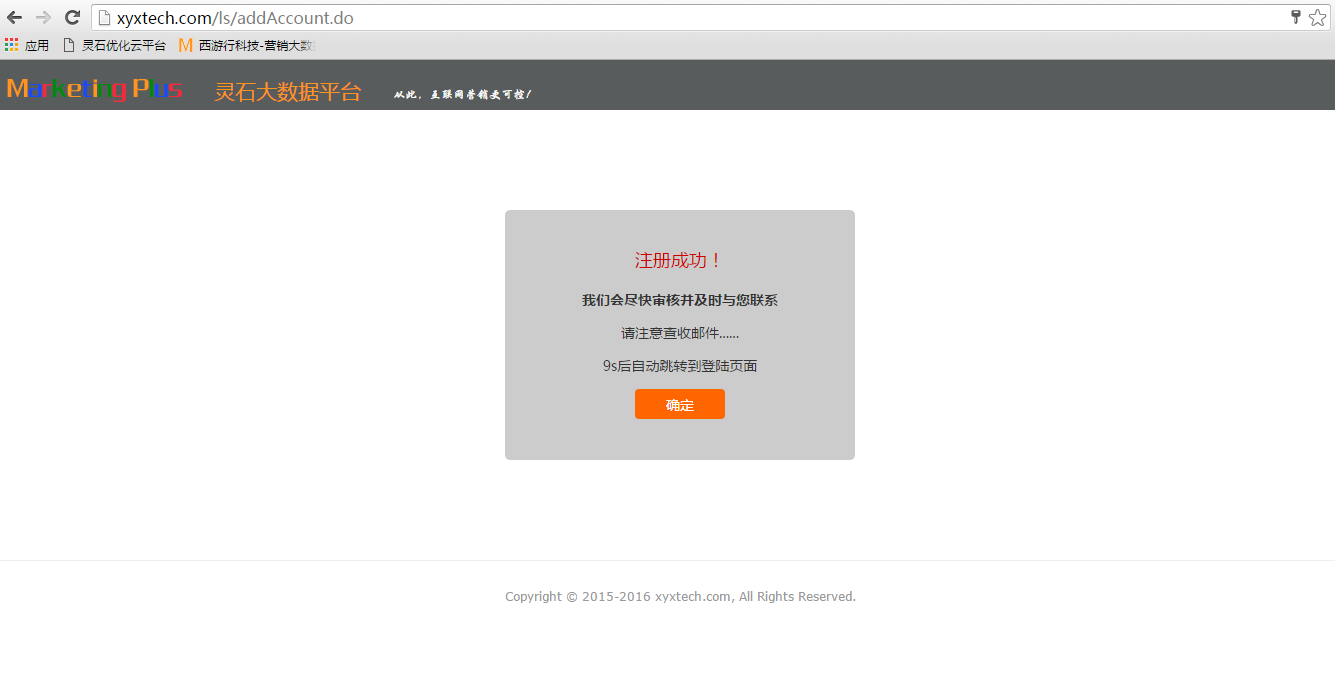 xyxtech.com/ls/addAccount.do
应用 灵石优化云平台 西游行科技-营销大数
Marketing Plus 灵石大数据平台 从此，互联网营销更可控！
注册成功！
我们会尽快审核并及时与您联系
请注意查收邮件……
9s后自动跳转到登陆页面
确定
Copyright © 2015-2016 xyxtech.com, All Rights Reserved.